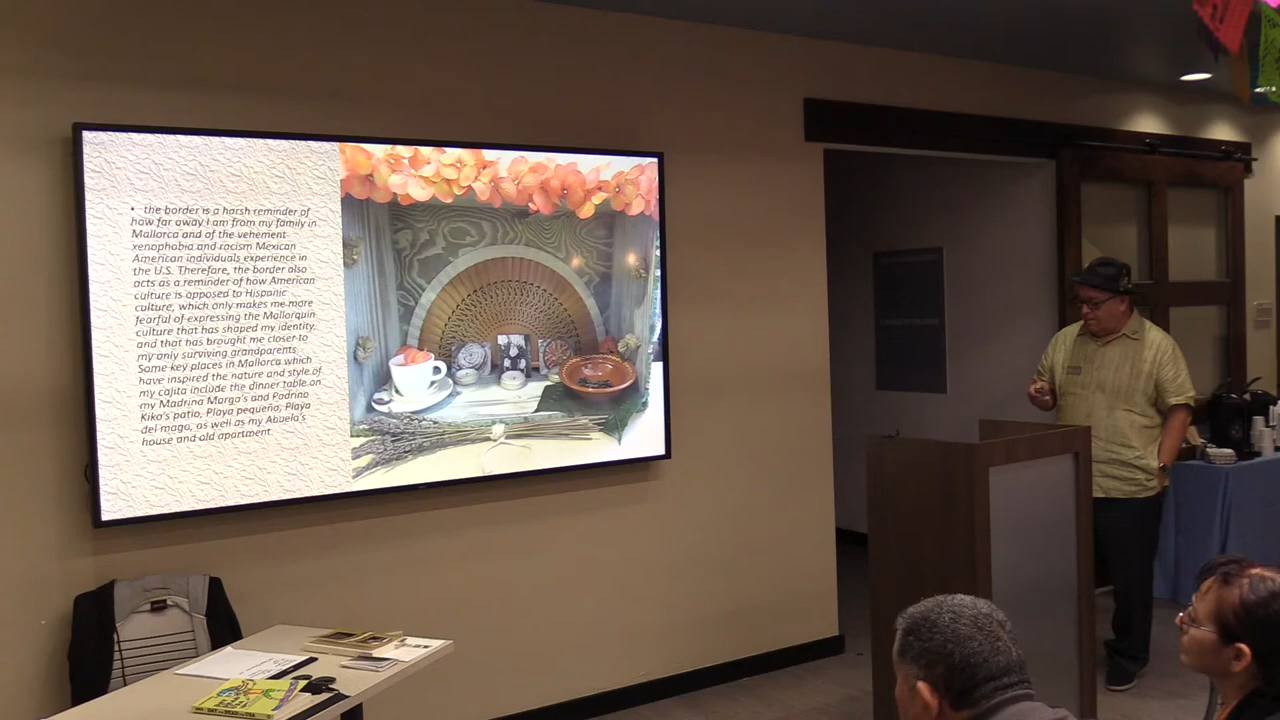 • the border is a harsh reminder of
how far away I am from my family in
Mallorca and of the vehement
xenophobia and racism Mexican
American individuals experience in
the U.S. Therefore, the border also
acts as a reminder of how American
culture is opposed to Hispanic
culture, which only makes me more
fearful of expressing the Mallorquin
culture that has shaped my identity,
and that has brought me closer to
my only surviving grandparents.
Some key places in Mallorca which
have inspired the nature and style of
my cajita include the dinner table on
my Madrina Marga's and Padrino
Kiko's patio, Playa pequeña, Playa
del mago, as well as my Abuela's
house and old apartment